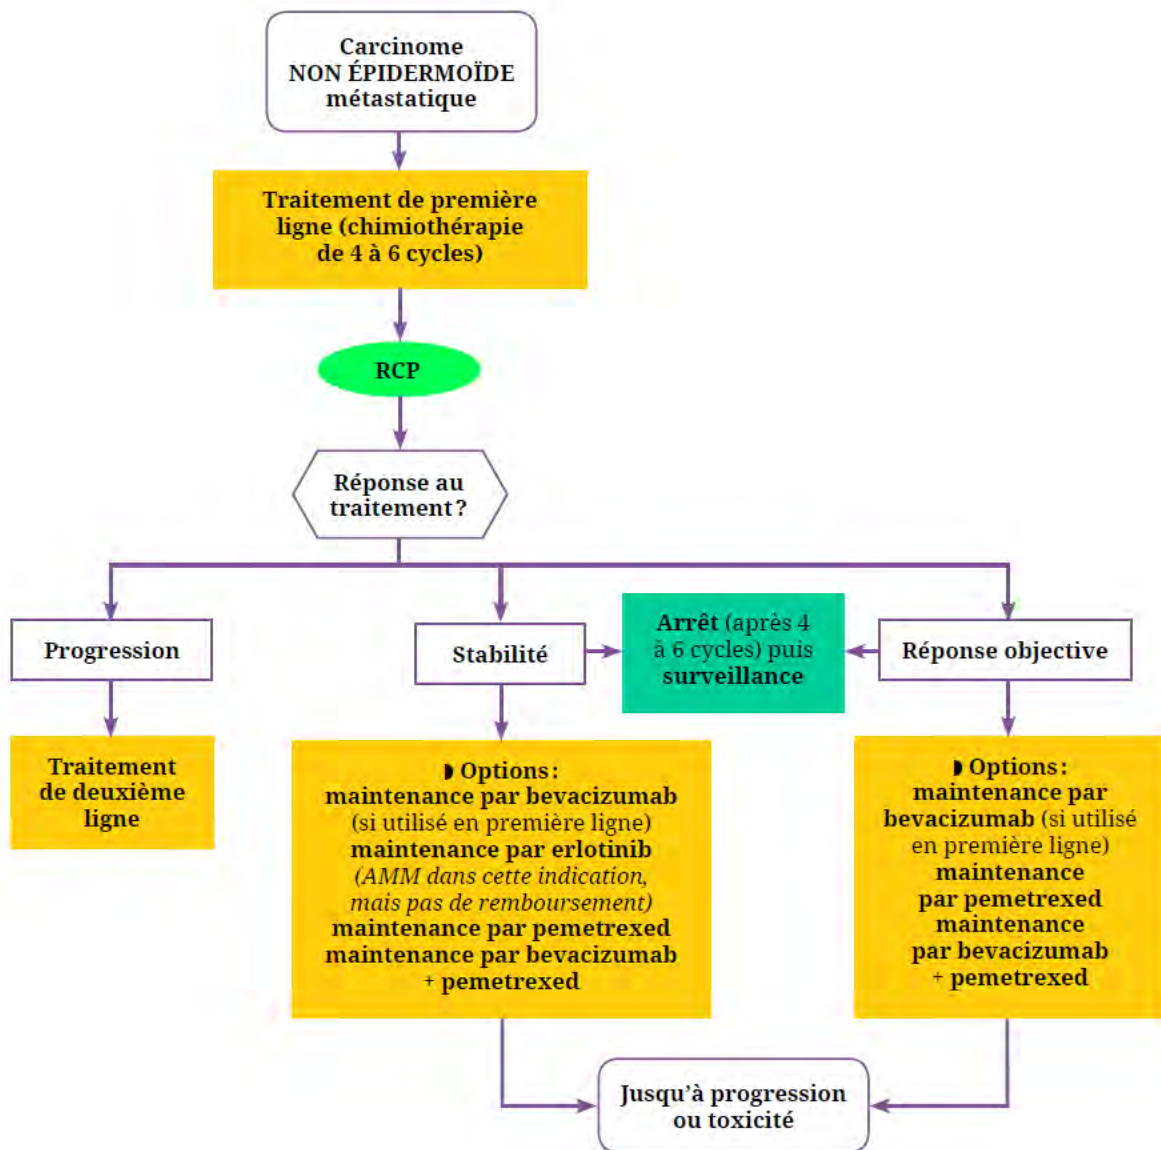 Carcinome
NON ÉPIDERMOÏDE
métastatique
Traitement de première
ligne (chimiothérapie
de 4 à 6 cycles)
RCP
Réponse au
traitement ?
Progression
Stabilité
Arrêt (après 4
à 6 cycles) puis
surveillance
Réponse objective
Traitement
de deuxième
ligne
◗ Options :
maintenance par bevacizumab
(si utilisé en première ligne)
maintenance par erlotinib
(AMM dans cette indication,
mais pas de remboursement)
maintenance par pemetrexed
maintenance par bevacizumab
+ pemetrexed
◗ Options :
maintenance par
bevacizumab (si utilisé
en première ligne)
maintenance
par pemetrexed
maintenance
par bevacizumab
+ pemetrexed
Jusqu’à progression
ou toxicité